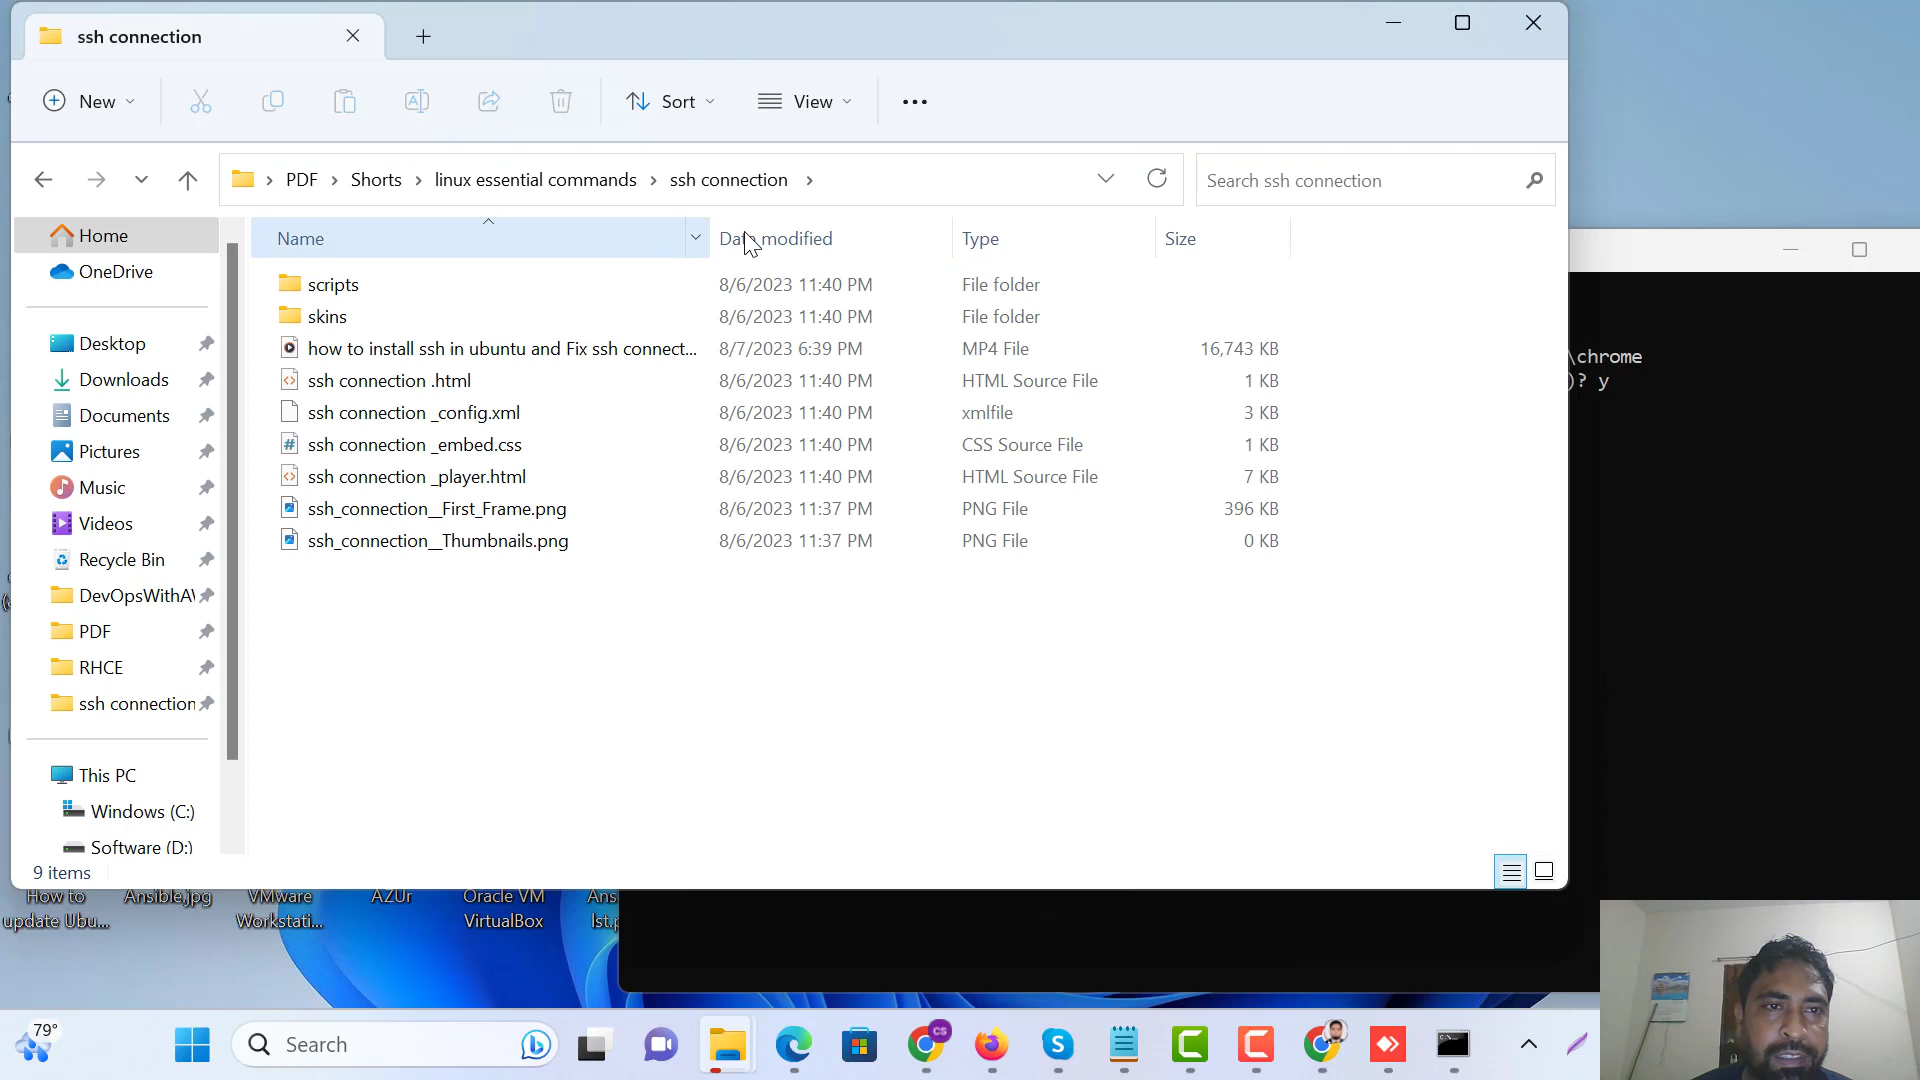 ssh connection
New
Sort
View
PDF
Shorts
linux essential commands
ssh connection
Search ssh connection
Name
Date modified
Type
Size
Home
OneDrive
Desktop
Downloads
Documents
Pictures
Music
Videos
Recycle Bin
DevOpsWithAV
PDF
RHCE
ssh connection
This PC
Windows (C:)
Software (D:)
scripts 8/6/2023 11:40 PM File folder
skins 8/6/2023 11:40 PM File folder
how to install ssh in ubuntu and Fix ssh connect... 8/7/2023 6:39 PM MP4 File 16,743 KB
ssh connection .html 8/6/2023 11:40 PM HTML Source File 1 KB
ssh connection _config.xml 8/6/2023 11:40 PM xmlfile 3 KB
ssh connection _embed.css 8/6/2023 11:40 PM CSS Source File 1 KB
ssh connection _player.html 8/6/2023 11:40 PM HTML Source File 7 KB
ssh_connection__First_Frame.png 8/6/2023 11:37 PM PNG File 396 KB
ssh_connection__Thumbnails.png 8/6/2023 11:37 PM PNG File 0 KB
\chrome
)? y
9 items
How to
update Ubu...
Ansible.jpg
VMware
Workstati...
AZUr
Oracle VM
VirtualBox
Ans
lst.p
79°
Search
CS